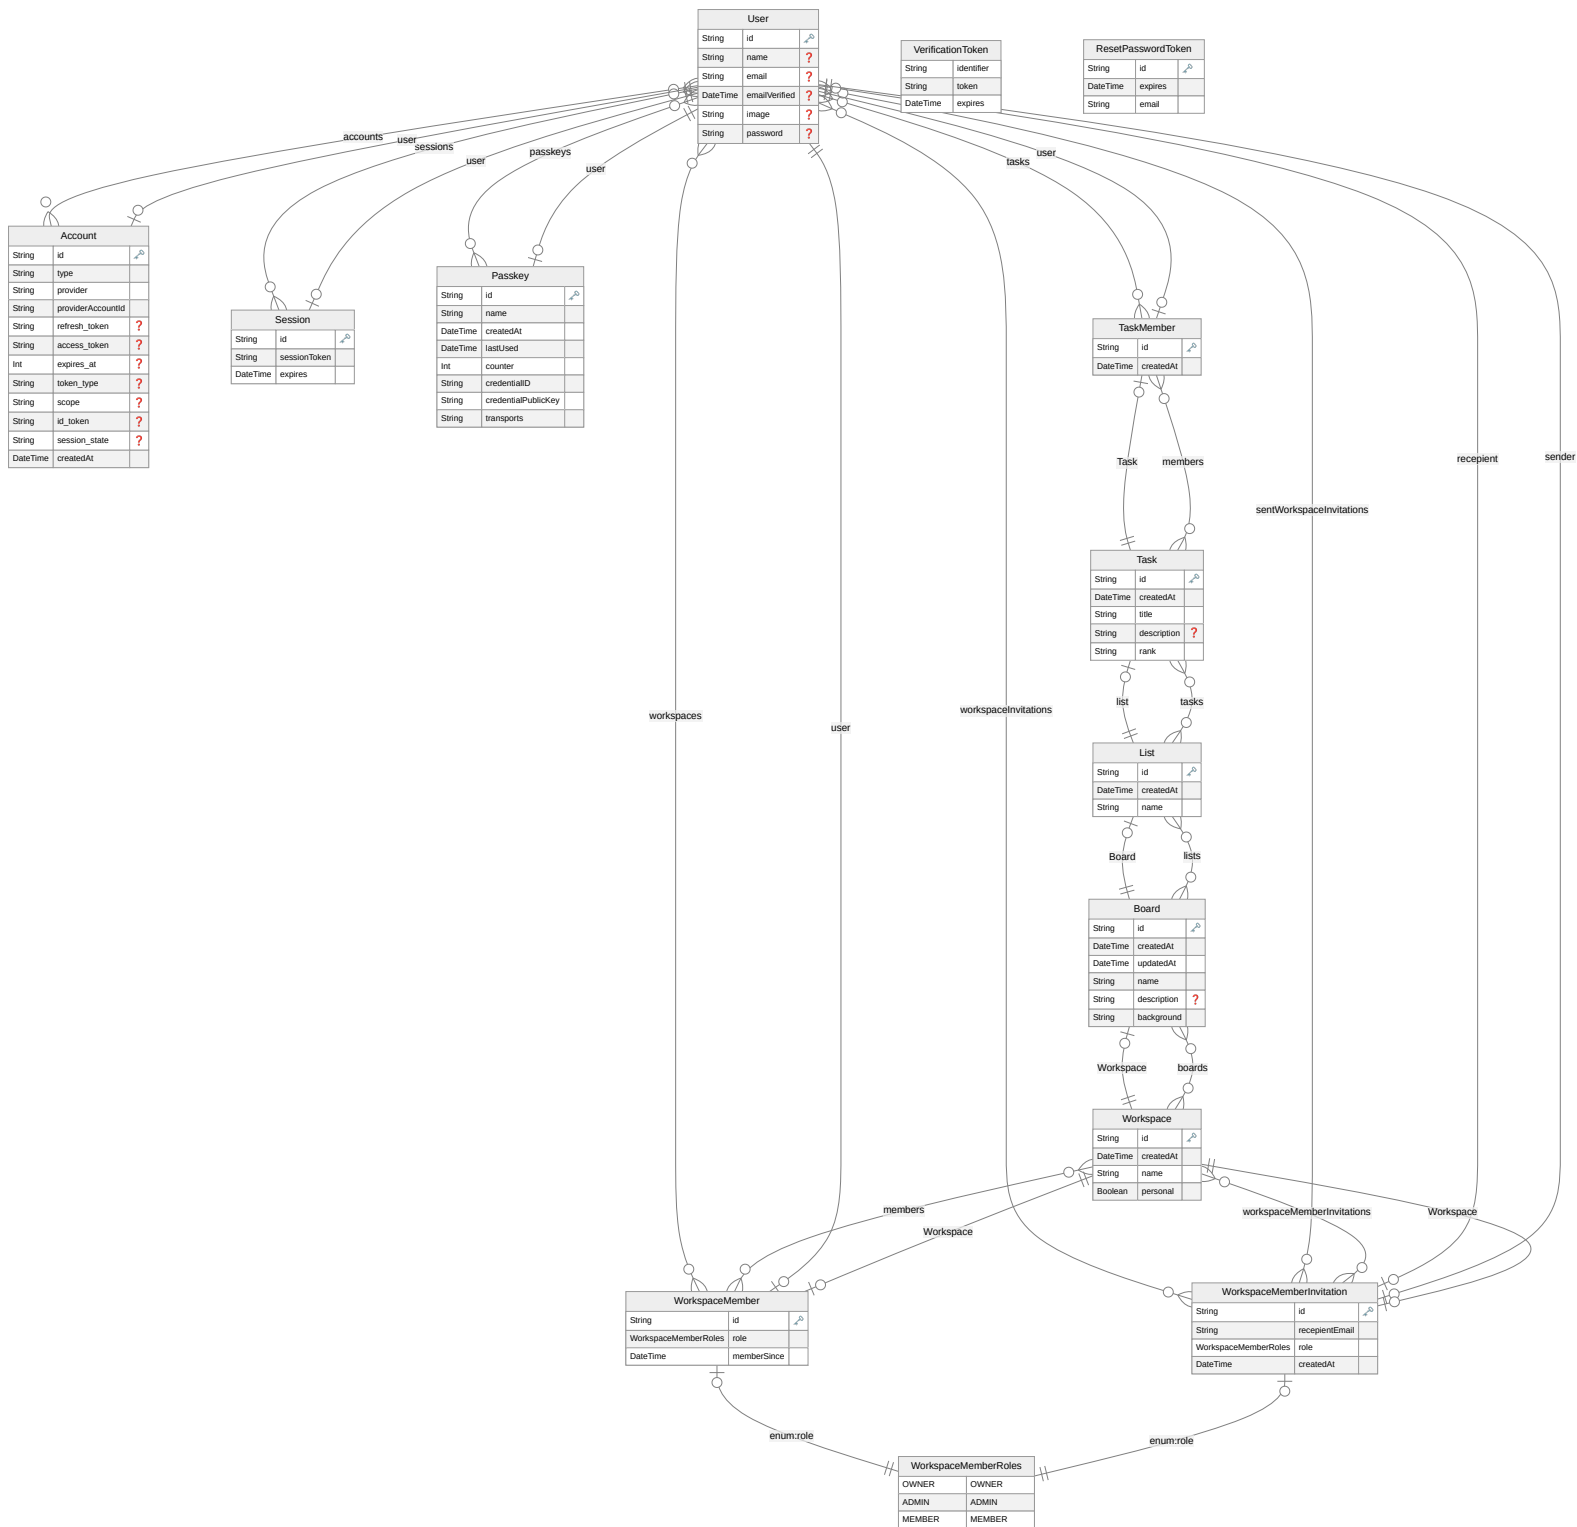 User
String id
String name ❓
String email ❓
DateTime emailVerified ❓
String image ❓
String password ❓
VerificationToken
String identifier
String token
DateTime expires
ResetPasswordToken
String id
DateTime expires
String email
accounts
user
sessions
user
passkeys
user
tasks
user
Account
String id
String type
String provider
String providerAccountId
String refresh_token ❓
String access_token ❓
Int expires_at ❓
String token_type ❓
String scope ❓
String id_token ❓
String session_state ❓
DateTime createdAt
Session
String id
String sessionToken
DateTime expires
Passkey
String id
String name
DateTime createdAt
DateTime lastUsed
Int counter
String credentialID
String credentialPublicKey
String transports
TaskMember
String id
DateTime createdAt
Task
members
recepient
sender
sentWorkspaceInvitations
Task
String id
DateTime createdAt
String title
String description ❓
String rank
list
tasks
workspaces
user
workspaceInvitations
List
String id
DateTime createdAt
String name
Board
lists
Board
String id
DateTime createdAt
DateTime updatedAt
String name
String description ❓
String background
Workspace
boards
Workspace
String id
DateTime createdAt
String name
Boolean personal
members
Workspace
workspaceMemberInvitations
Workspace
WorkspaceMember
String id
WorkspaceMemberRoles role
DateTime memberSince
WorkspaceMemberInvitation
String id
String recepientEmail
WorkspaceMemberRoles role
DateTime createdAt
enum:role
enum:role
WorkspaceMemberRoles
OWNER OWNER
ADMIN ADMIN
MEMBER MEMBER